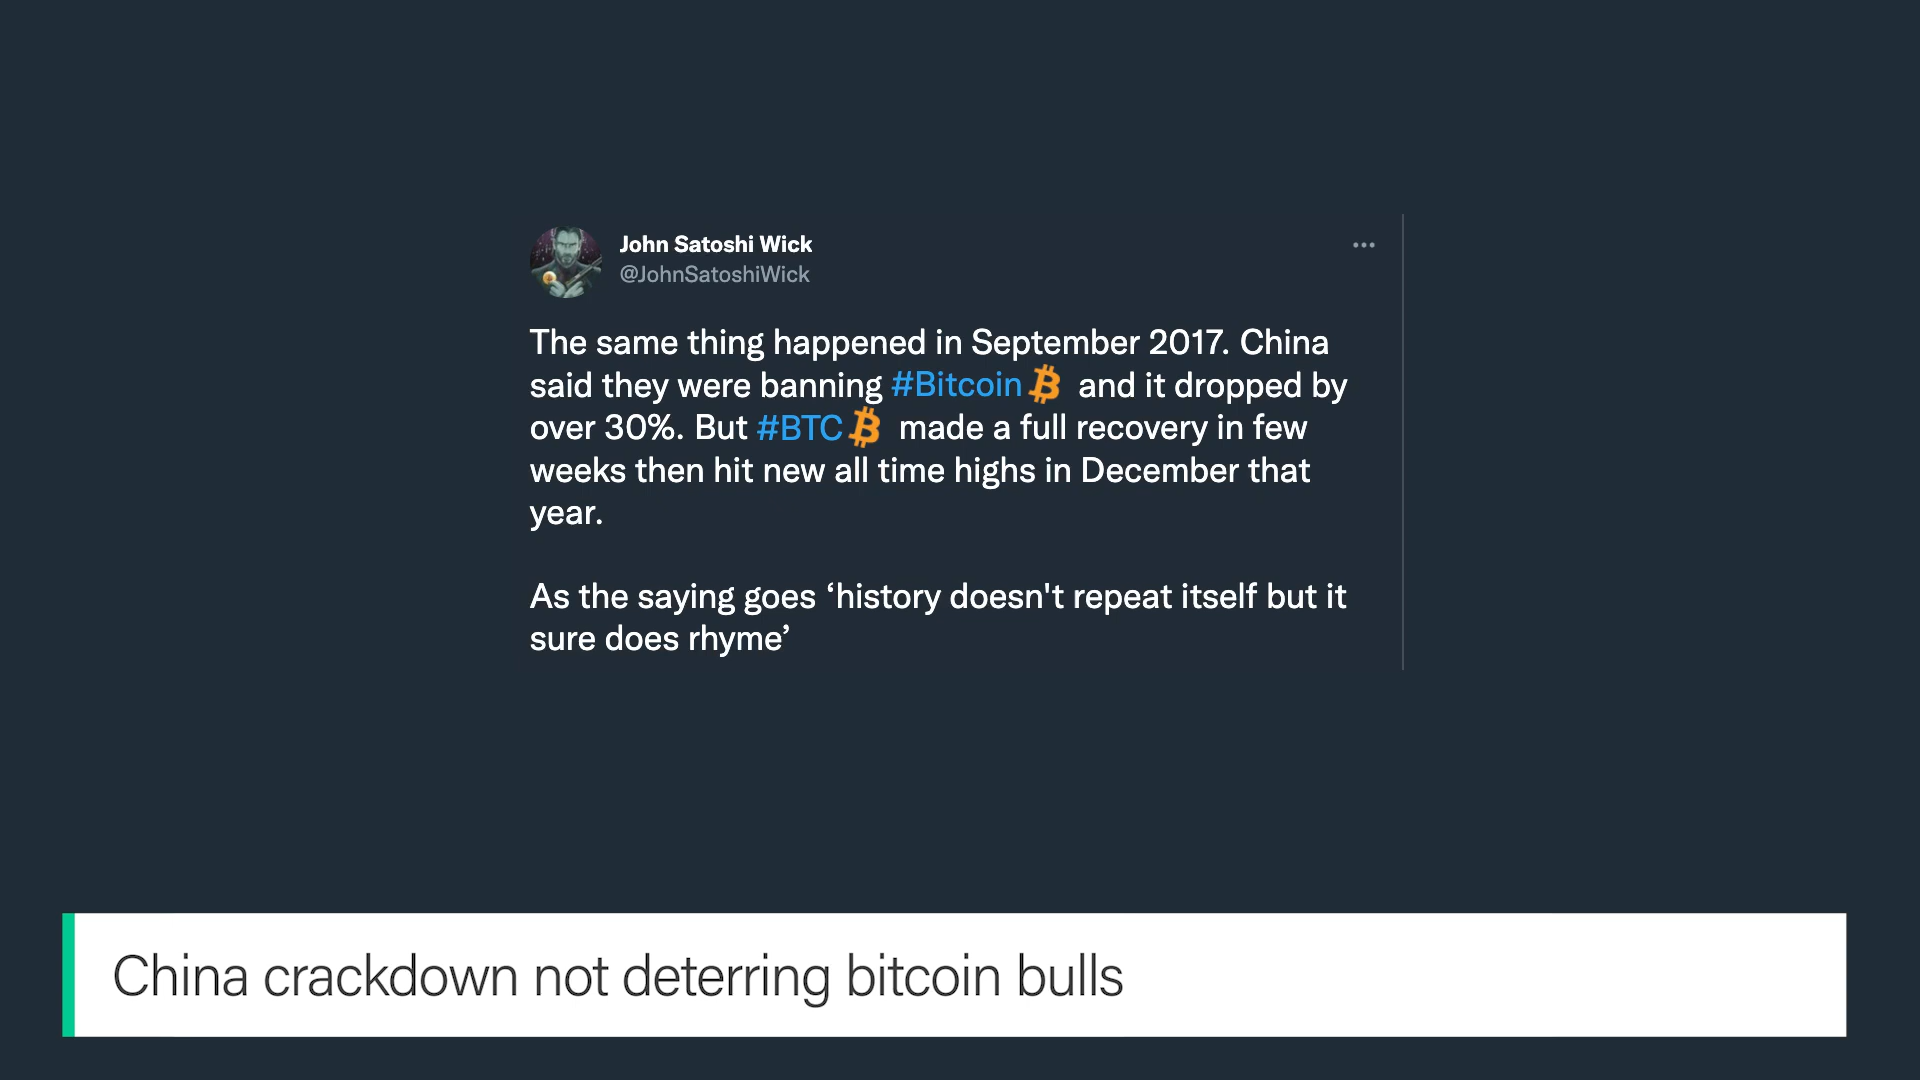 John Satoshi Wick
@JohnSatoshiWick
The same thing happened in September 2017. China
said they were banning #Bitcoin and it dropped by
over 30%. But #BTC made a full recovery in few
weeks then hit new all time highs in December that
year.
As the saying goes ‘history doesn't repeat itself but it
sure does rhyme’
China crackdown not deterring bitcoin bulls